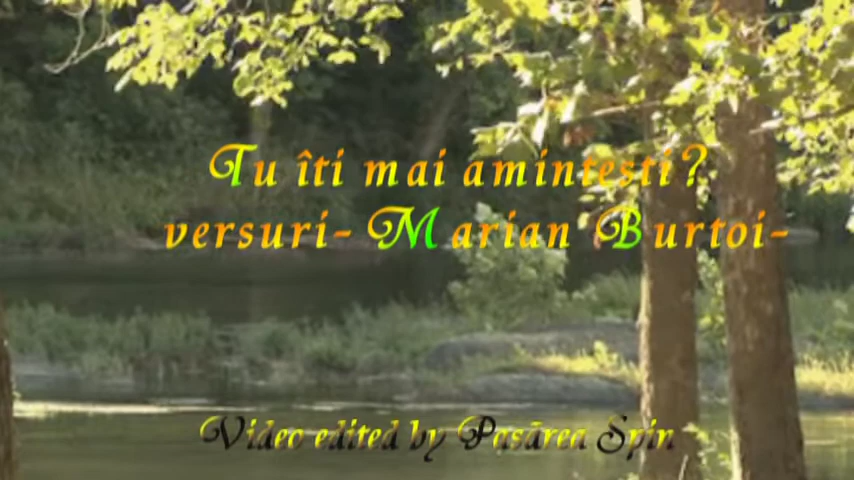 Tu îti mai amintesti?
versuri- Marian Burtoi-
Video edited by Pasărea Spin